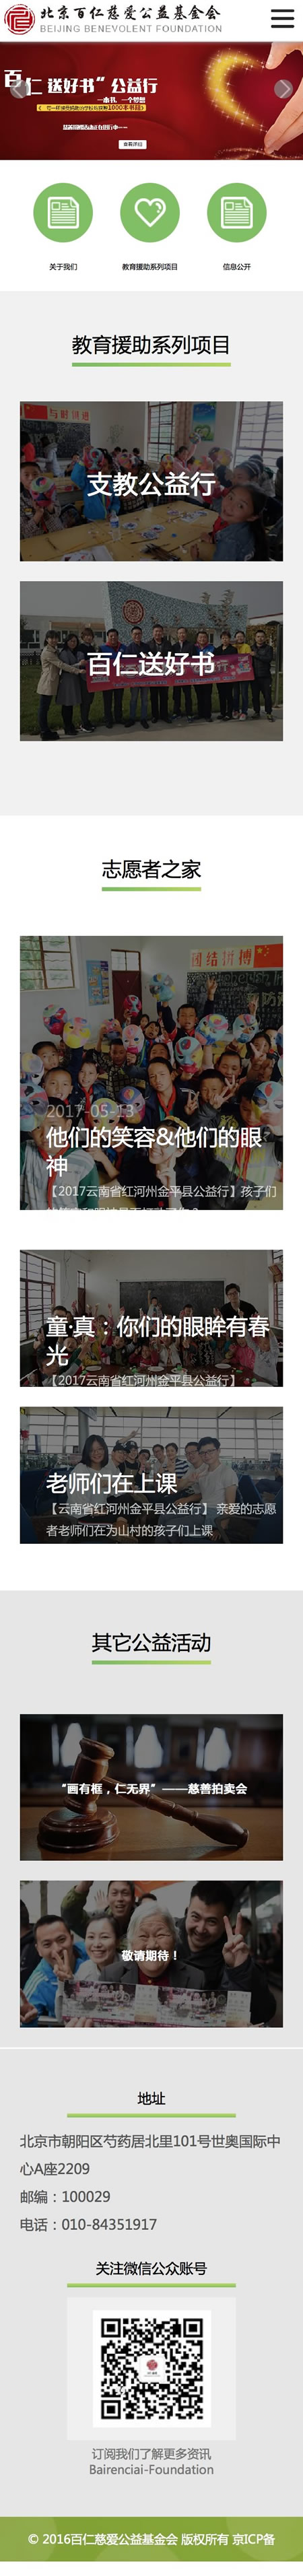 北京百仁慈爱公益基金会
BEIJING BENEVOLENT FOUNDATION
百仁 送好书”公益行
一本书，一个梦想
查看详细
关于我们
教育援助系列项目
信息公开
教育援助系列项目
支教公益行
百仁送好书
志愿者之家
团结拼搏
2017-05-13
他们的笑容&他们的眼
神
【2017云南省红河州金平县公益行】孩子们
童·真：你们的眼眸有春
光
【2017云南省红河州金平县公益行】
老师们在上课
【云南省红河州金平县公益行】 亲爱的志愿
者老师们在为山村的孩子们上课
其它公益活动
“画有框，仁无界”——慈善拍卖会
敬请期待！
地址
北京市朝阳区芍药居北里101号世奥国际中
心A座2209
邮编：100029
电话：010-84351917
关注微信公众账号
订阅我们了解更多资讯
Bairenciai-Foundation
© 2016百仁慈爱公益基金会 版权所有 京ICP备